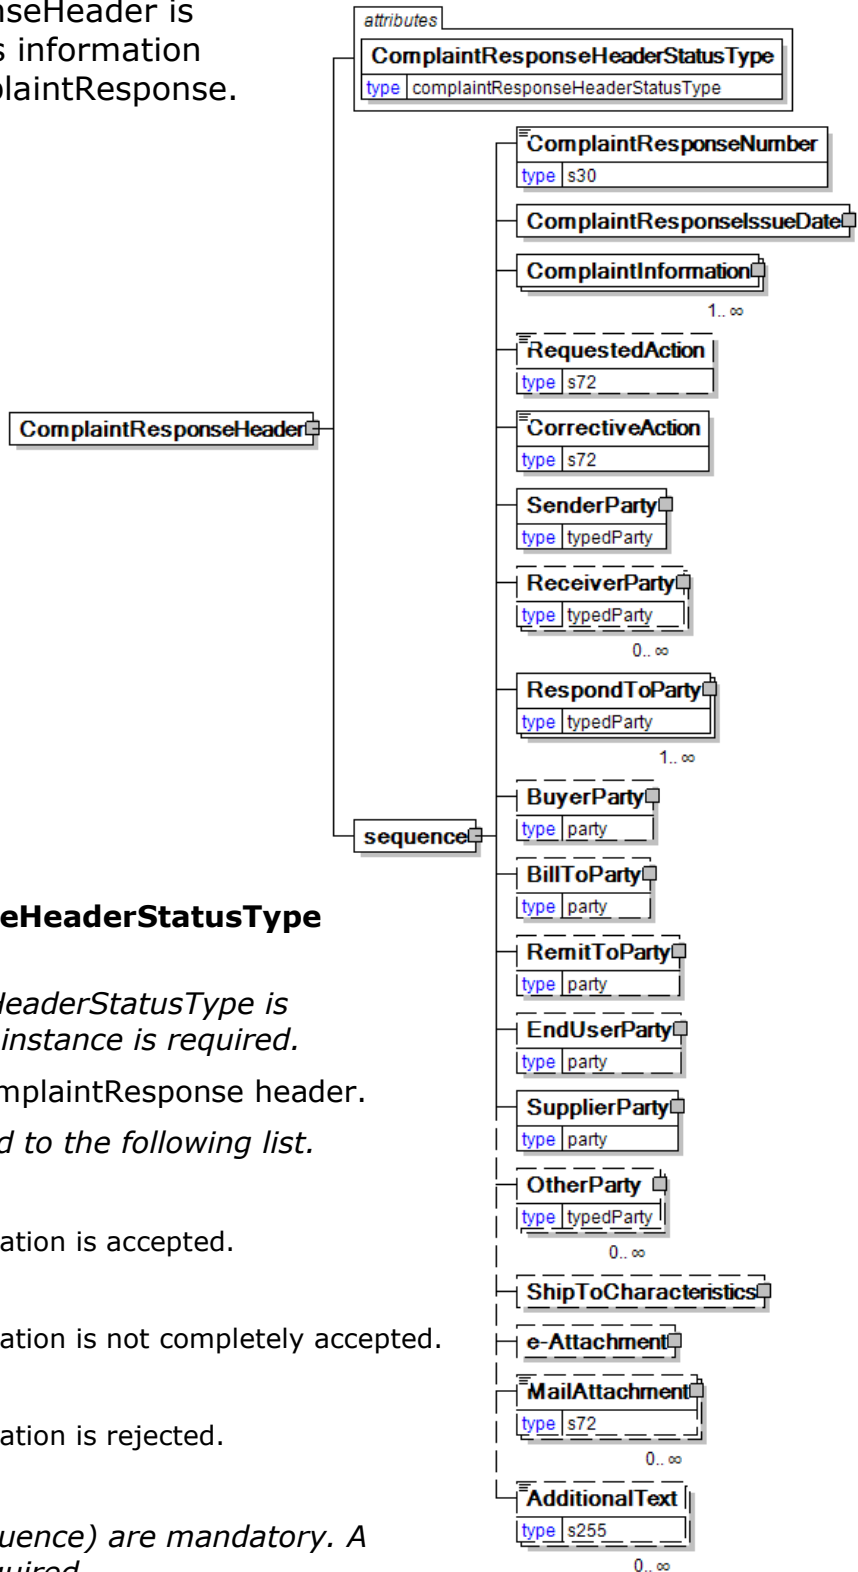 nseHeader is
s information
plaintResponse.
attributes
ComplaintResponseHeaderStatusType
type complaintResponseHeaderStatusType
ComplaintResponseNumber
type s30
ComplaintResponseIssueDate
ComplaintInformation
1..∞
RequestedAction
type s72
ComplaintResponseHeader
CorrectiveAction
type s72
SenderParty
type typedParty
ReceiverParty
type typedParty
0..∞
RespondToParty
type typedParty
1..∞
BuyerParty
type party
sequence
BillToParty
type party
eHeaderStatusType
RemitToParty
type party
HeaderStatusType is
instance is required.
EndUserParty
type party
mplaintResponse header.
SupplierParty
type party
d to the following list.
OtherParty
type typedParty
0..∞
ation is accepted.
ShipToCharacteristics
e-Attachment
ation is not completely accepted.
MailAttachment
type s72
0..∞
ation is rejected.
AdditionalText
type s255
0..∞
uence) are mandatory. A